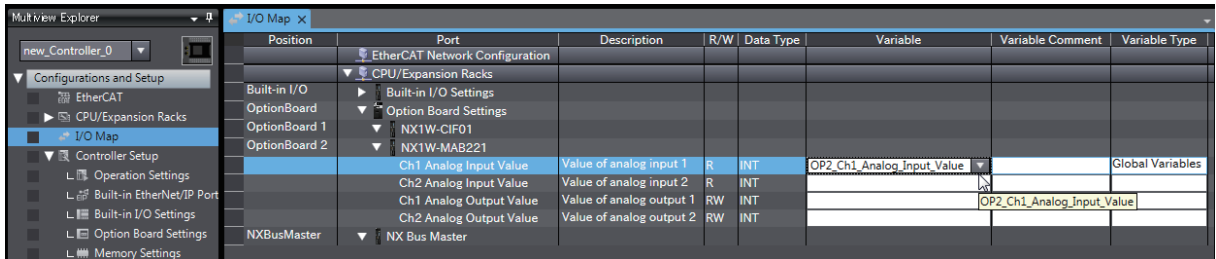 Multiview Explorer
I/O Map
Position Port Description R/W Data Type Variable Variable Comment Variable Type
new_Controller_0
EtherCAT Network Configuration
CPU/Expansion Racks
Configurations and Setup
Built-in I/O Built-in I/O Settings
EtherCAT
OptionBoard Option Board Settings
CPU/Expansion Racks
OptionBoard 1 NX1W-CIF01
I/O Map
OptionBoard 2 NX1W-MAB221
Controller Setup
Ch1 Analog Input Value Value of analog input 1 R INT OP2_Ch1_Analog_Input_Value Global Variables
Operation Settings
Ch2 Analog Input Value Value of analog input 2 R INT
Built-in EtherNet/IP Port
Ch1 Analog Output Value Value of analog output 1 RW INT OP2_Ch1_Analog_Input_Value
Built-in I/O Settings
Ch2 Analog Output Value Value of analog output 2 RW INT
Option Board Settings
NXBusMaster NX Bus Master
Memory Settings